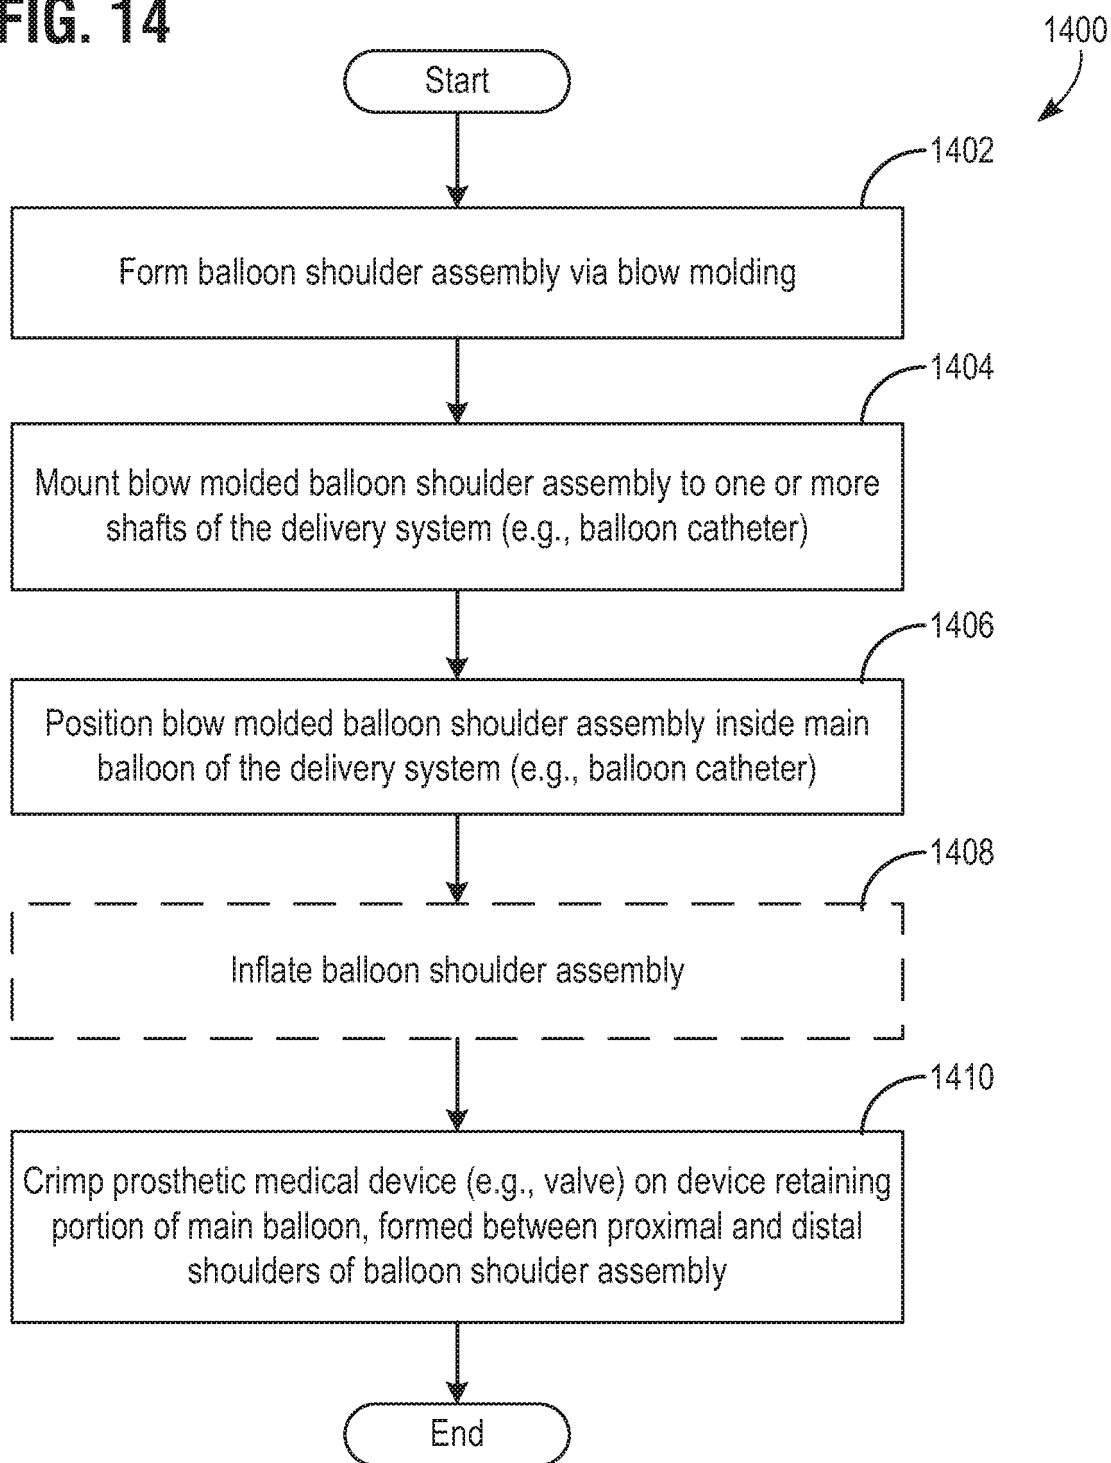 FIG. 14
1400
Start
1402
Form balloon shoulder assembly via blow molding
1404
Mount blow molded balloon shoulder assembly to one or more
shafts of the delivery system (e.g., balloon catheter)
1406
Position blow molded balloon shoulder assembly inside main
balloon of the delivery system (e.g., balloon catheter)
1408
Inflate balloon shoulder assembly
1410
Crimp prosthetic medical device (e.g., valve) on device retaining
portion of main balloon, formed between proximal and distal
shoulders of balloon shoulder assembly
End